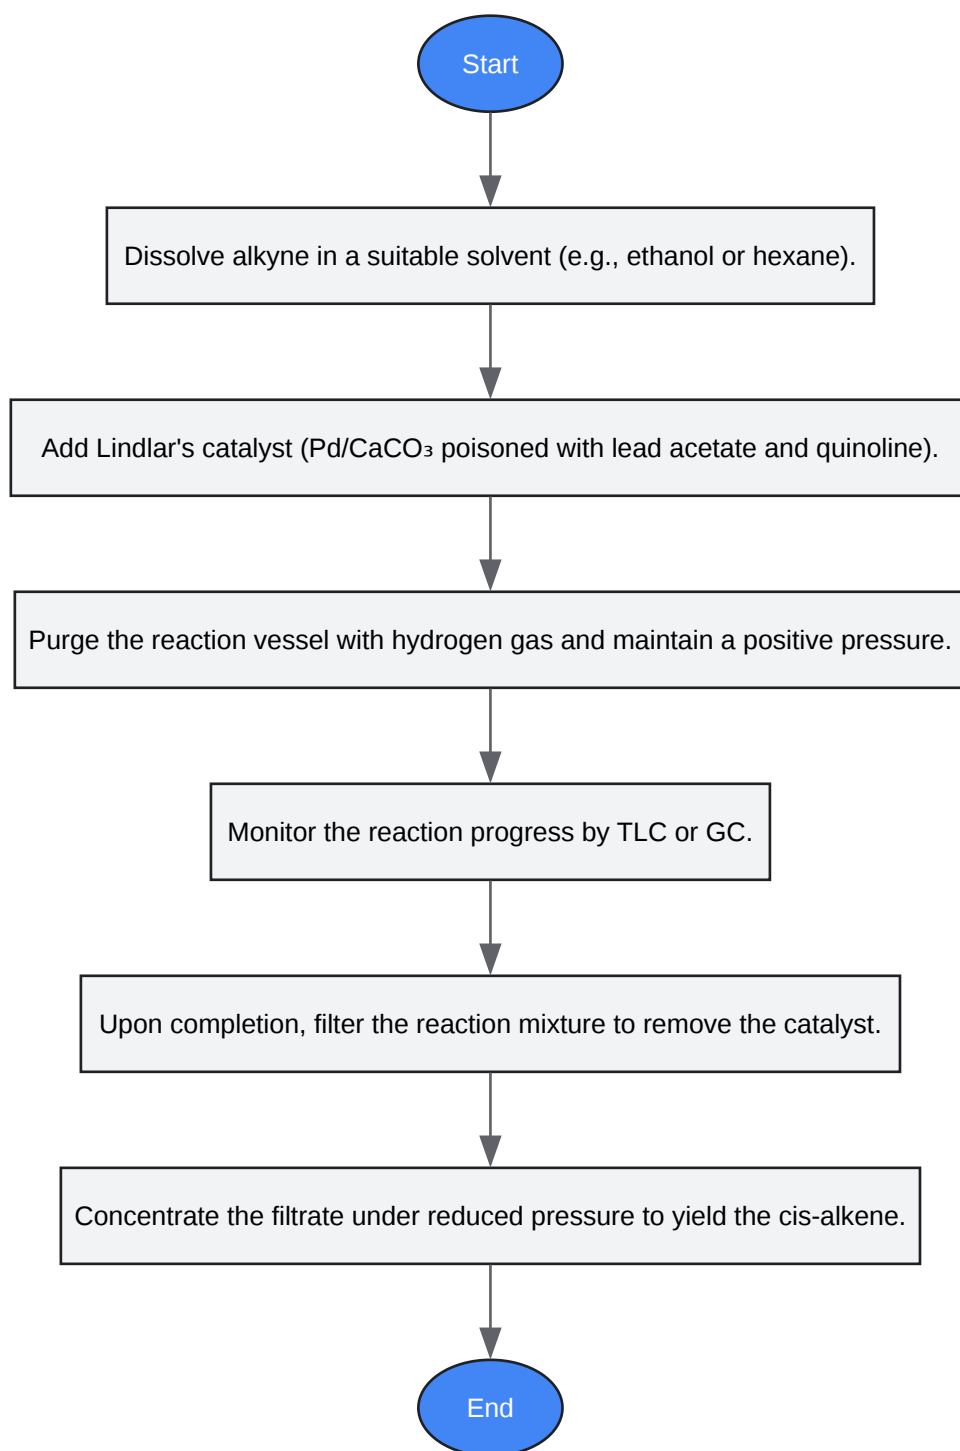 Start
Dissolve alkyne in a suitable solvent (e.g., ethanol or hexane).
Add Lindlar's catalyst (Pd/CaCO₃ poisoned with lead acetate and quinoline).
Purge the reaction vessel with hydrogen gas and maintain a positive pressure.
Monitor the reaction progress by TLC or GC.
Upon completion, filter the reaction mixture to remove the catalyst.
Concentrate the filtrate under reduced pressure to yield the cis-alkene.
End